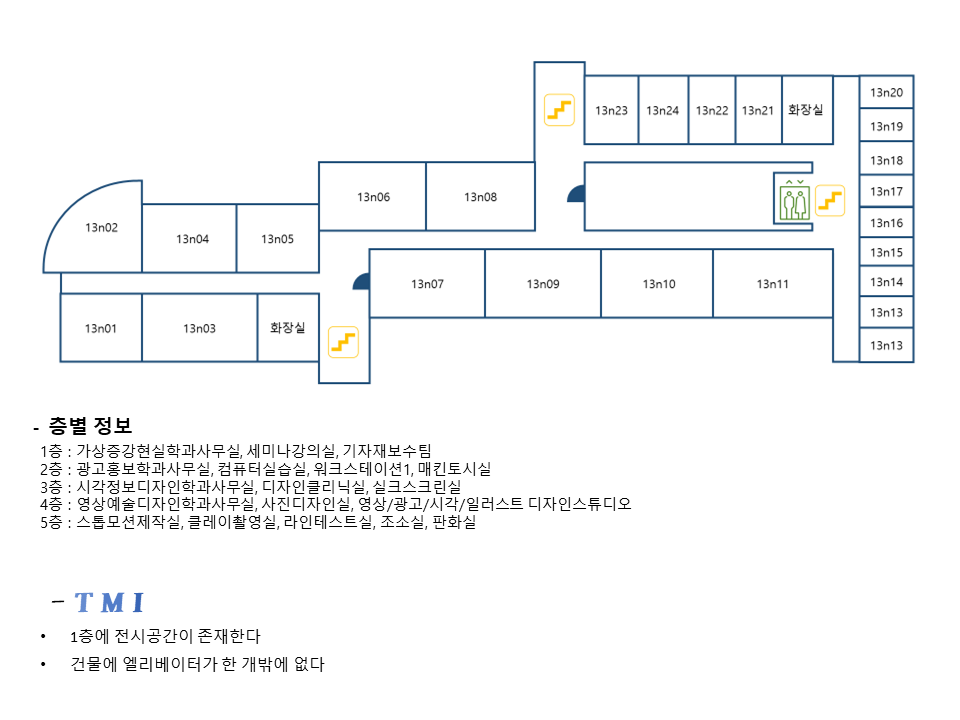 13n20
13n23
13n24
13n22
13n21
화장실
13n19
13n18
13n17
13n16
13n15
13n14
13n13
13n13
13n06
13n08
13n02
13n04
13n05
13n07
13n09
13n10
13n11
13n01
13n03
화장실
- 층별 정보
1층 : 가상증강현실학과사무실, 세미나강의실, 기자재보수팀
2층 : 광고홍보학과사무실, 컴퓨터실습실, 워크스테이션1, 매킨토시실
3층 : 시각정보디자인학과사무실, 디자인클리닉실, 실크스크린실
4층 : 영상예술디자인학과사무실, 사진디자인실, 영상/광고/시각/일러스트 디자인스튜디오
5층 : 스톱모션제작실, 클레이촬영실, 라인테스트실, 조소실, 판화실
- TMI
• 1층에 전시공간이 존재한다
• 건물에 엘리베이터가 한 개밖에 없다